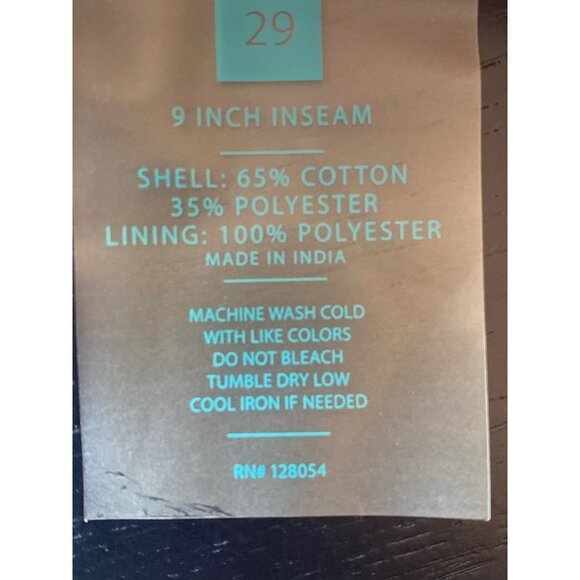 29
9 INCH INSEAM
SHELL: 65% COTTON
35% POLYESTER
LINING: 100% POLYESTER
MADE IN INDIA
MACHINE WASH COLD
WITH LIKE COLORS
DO NOT BLEACH
TUMBLE DRY LOW
COOL IRON IF NEEDED
RN# 128054